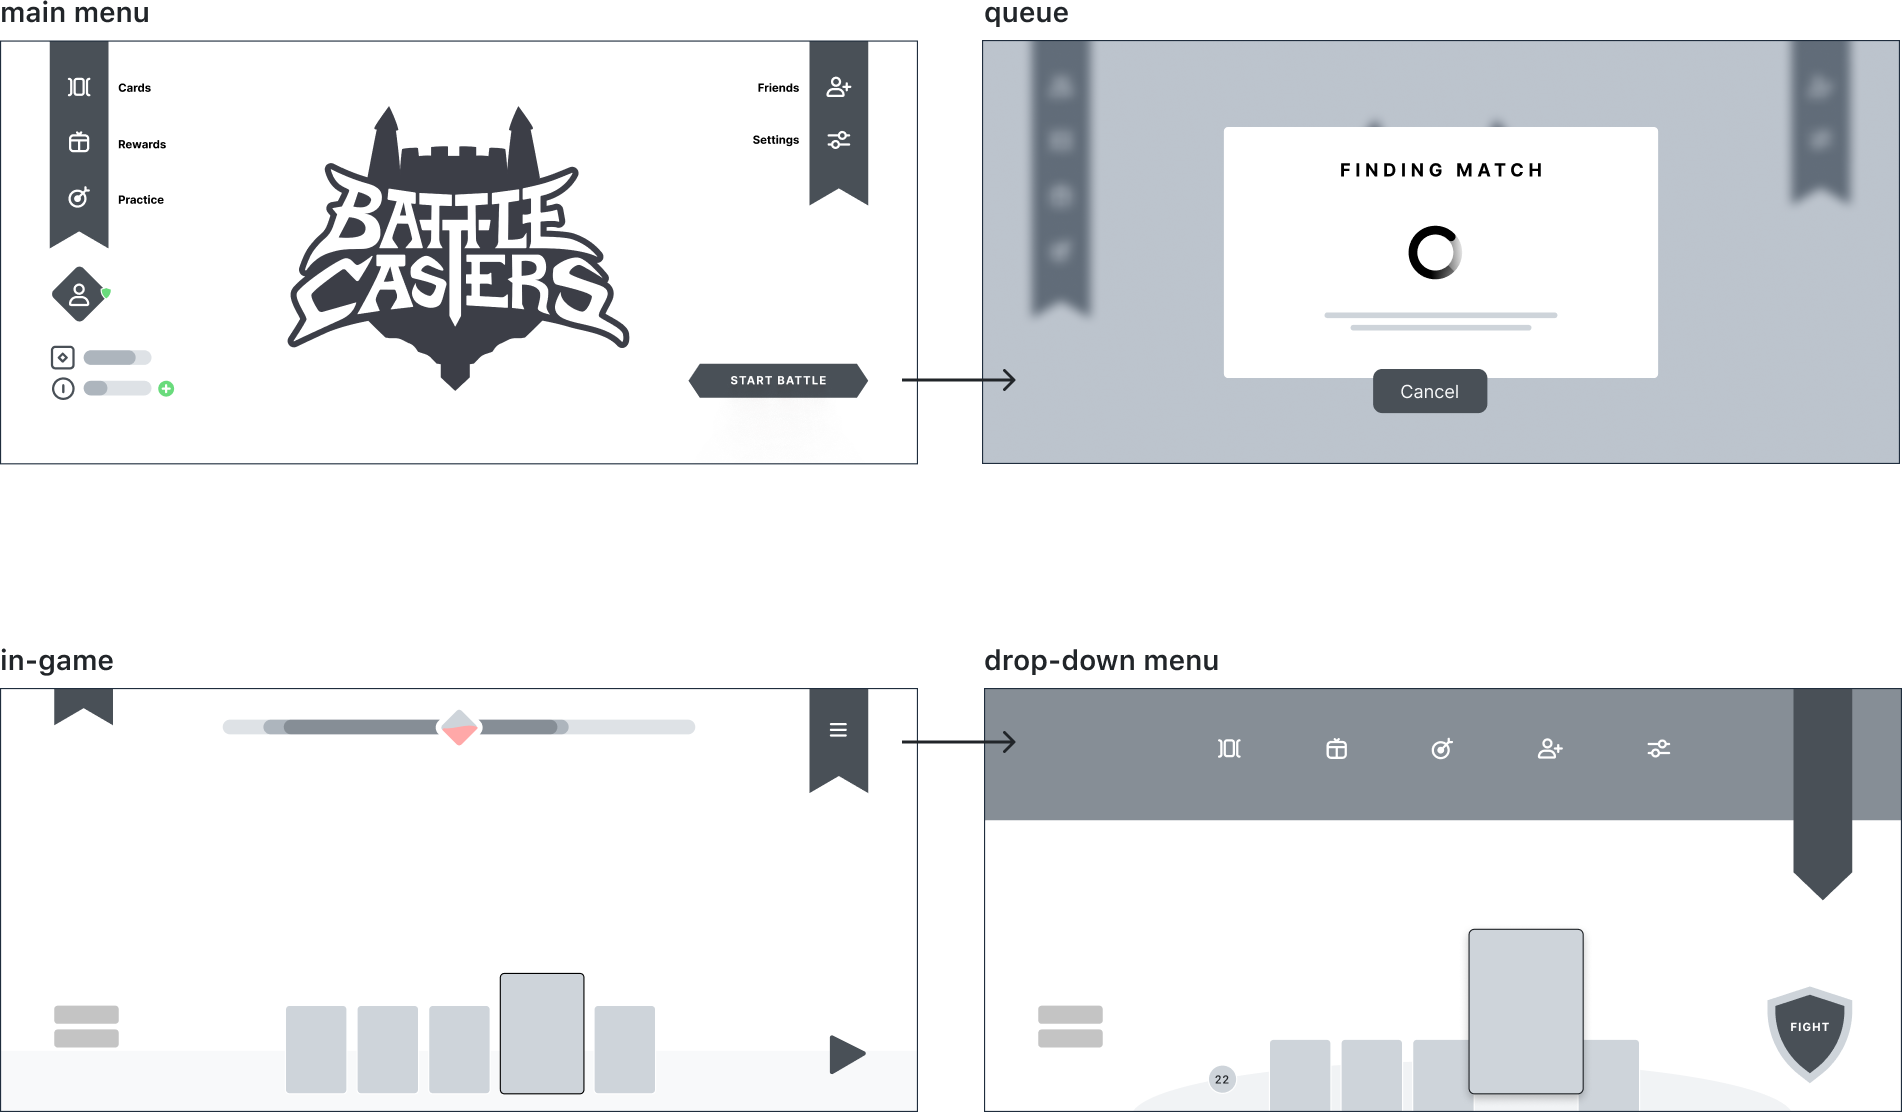 main menu
queue
Cards
Rewards
Practice
Friends
Settings
BATTLE
CASTERS
START BATTLE
FINDING MATCH
Cancel
in-game
drop-down menu
FIGHT
22